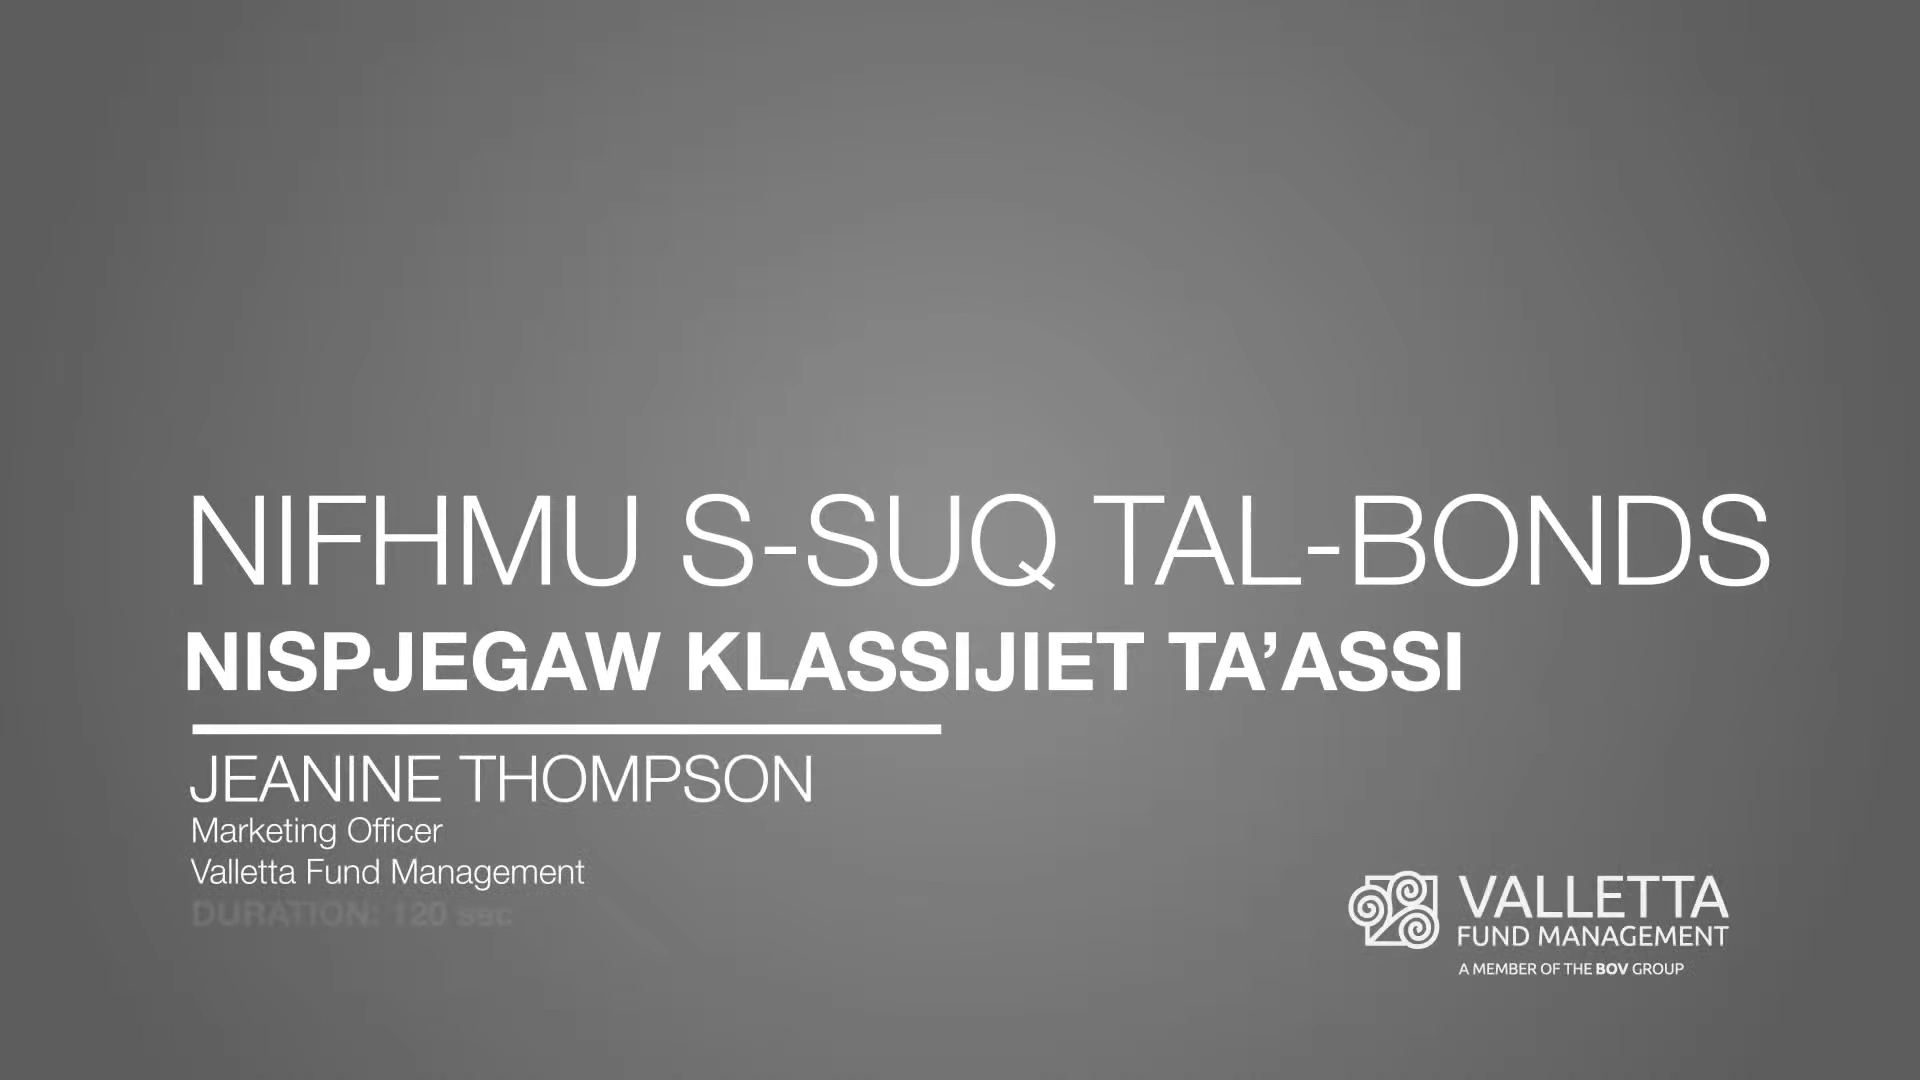 NIFHMU S-SUQ TAL-BONDS
NISPJEGAW KLASSIJIET TA’ASSI
JEANINE THOMPSON
Marketing Officer
Valletta Fund Management
DURATION: 120 sec
VALLETTA
FUND MANAGEMENT
A MEMBER OF THE BOV GROUP